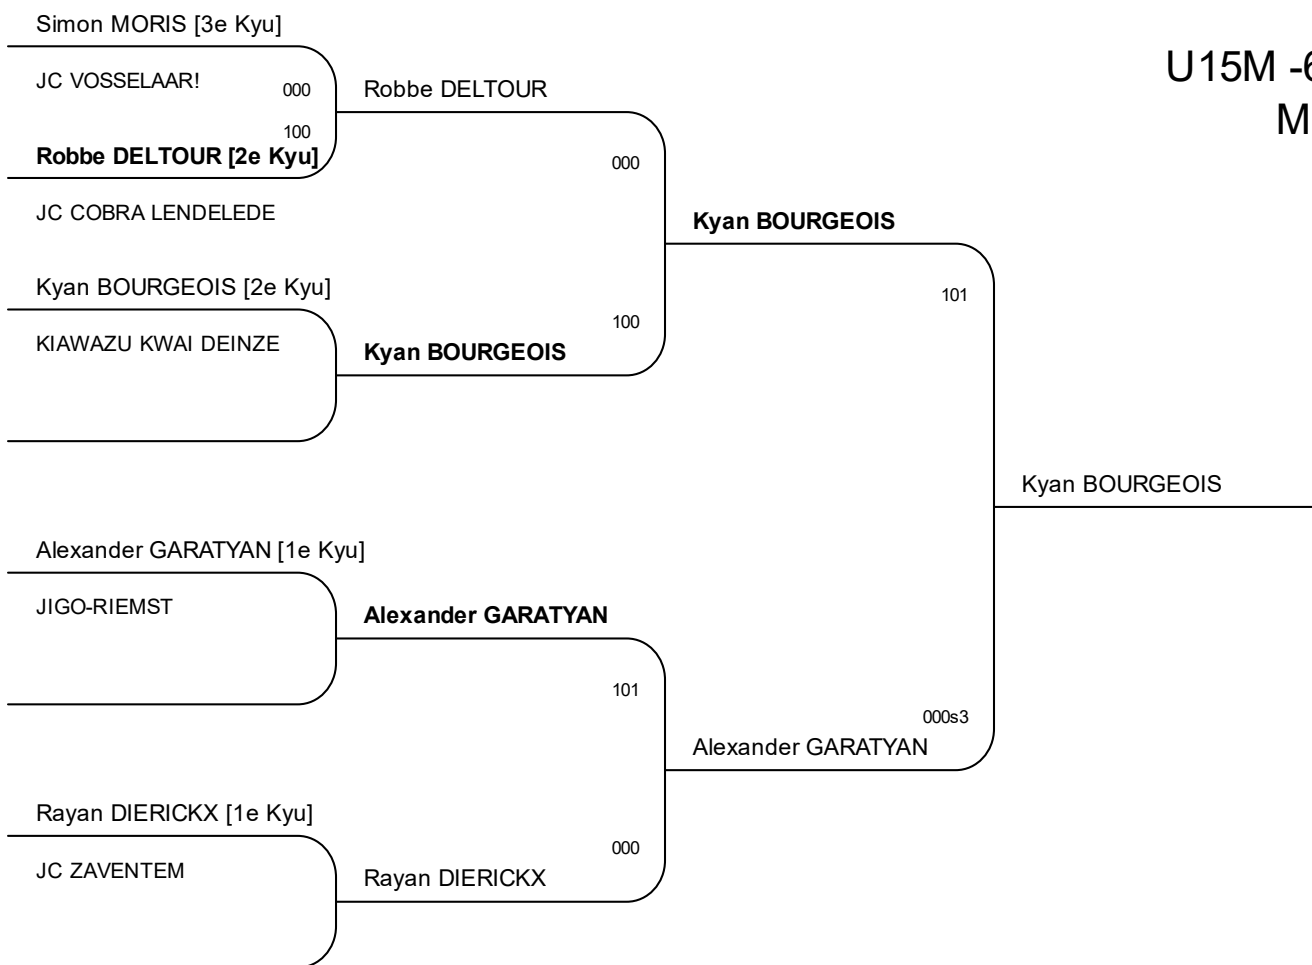 Simon MORIS [3e Kyu]
JC VOSSELAAR!
000
Robbe DELTOUR
100
Robbe DELTOUR [2e Kyu]
JC COBRA LENDELEDE
000
Kyan BOURGEOIS
Kyan BOURGEOIS [2e Kyu]
KIAWAZU KWAI DEINZE
100
Kyan BOURGEOIS
101
Kyan BOURGEOIS
Alexander GARATYAN [1e Kyu]
JIGO-RIEMST
Alexander GARATYAN
101
000s3
Alexander GARATYAN
Rayan DIERICKX [1e Kyu]
JC ZAVENTEM
000
Rayan DIERICKX
U15M -6
M